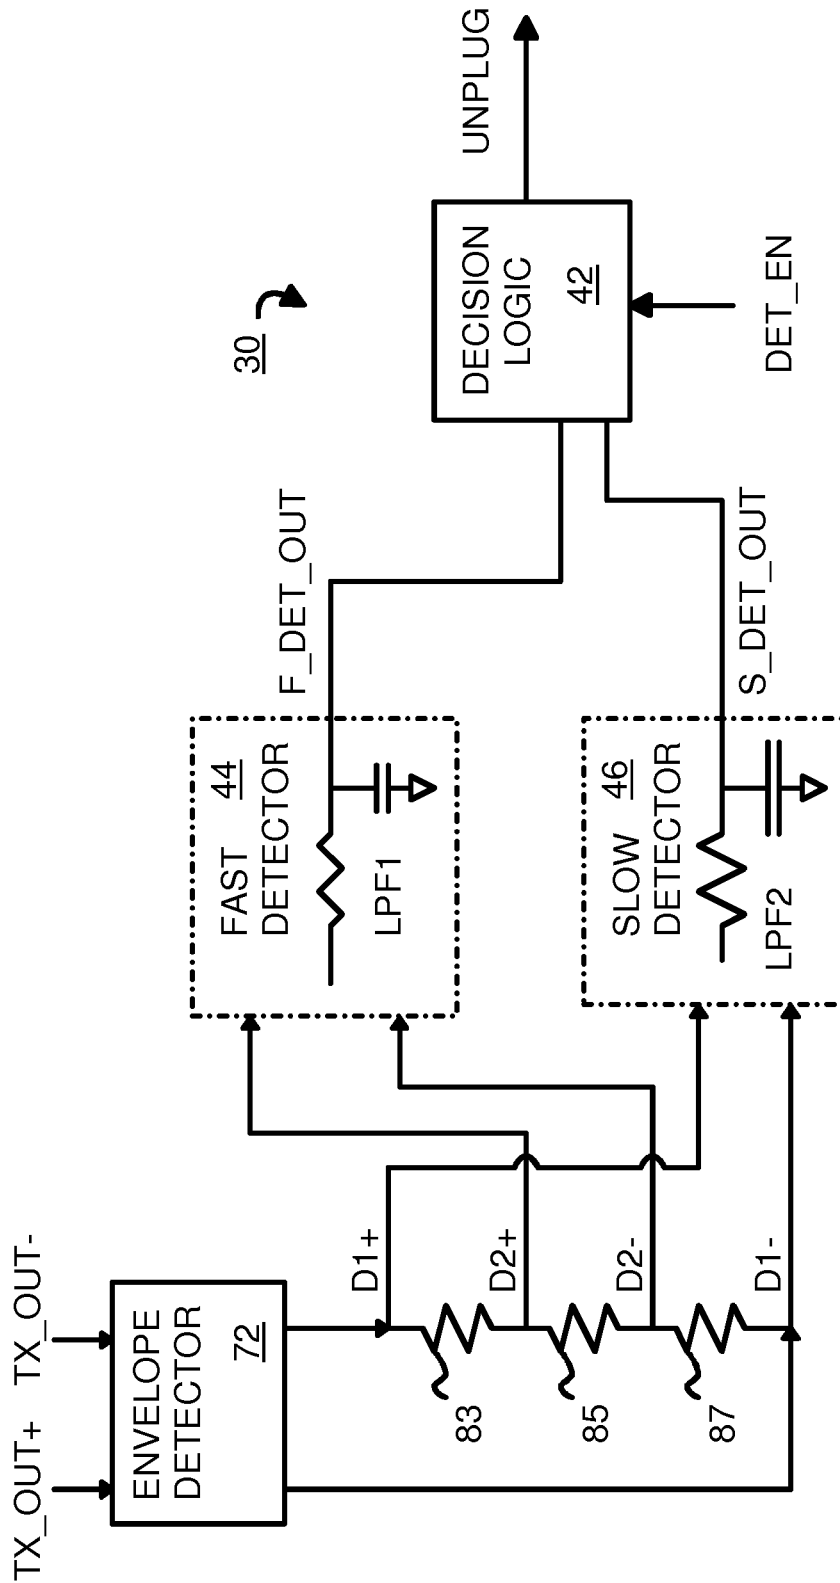 TX_OUT+
TX_OUT-
ENVELOPE
DETECTOR
72
D1+
D2+
D2-
D1-
83
85
87
FAST
DETECTOR
44
LPF1
SLOW
DETECTOR
46
LPF2
F_DET_OUT
S_DET_OUT
30
DECISION
LOGIC
42
DET_EN
UNPLUG